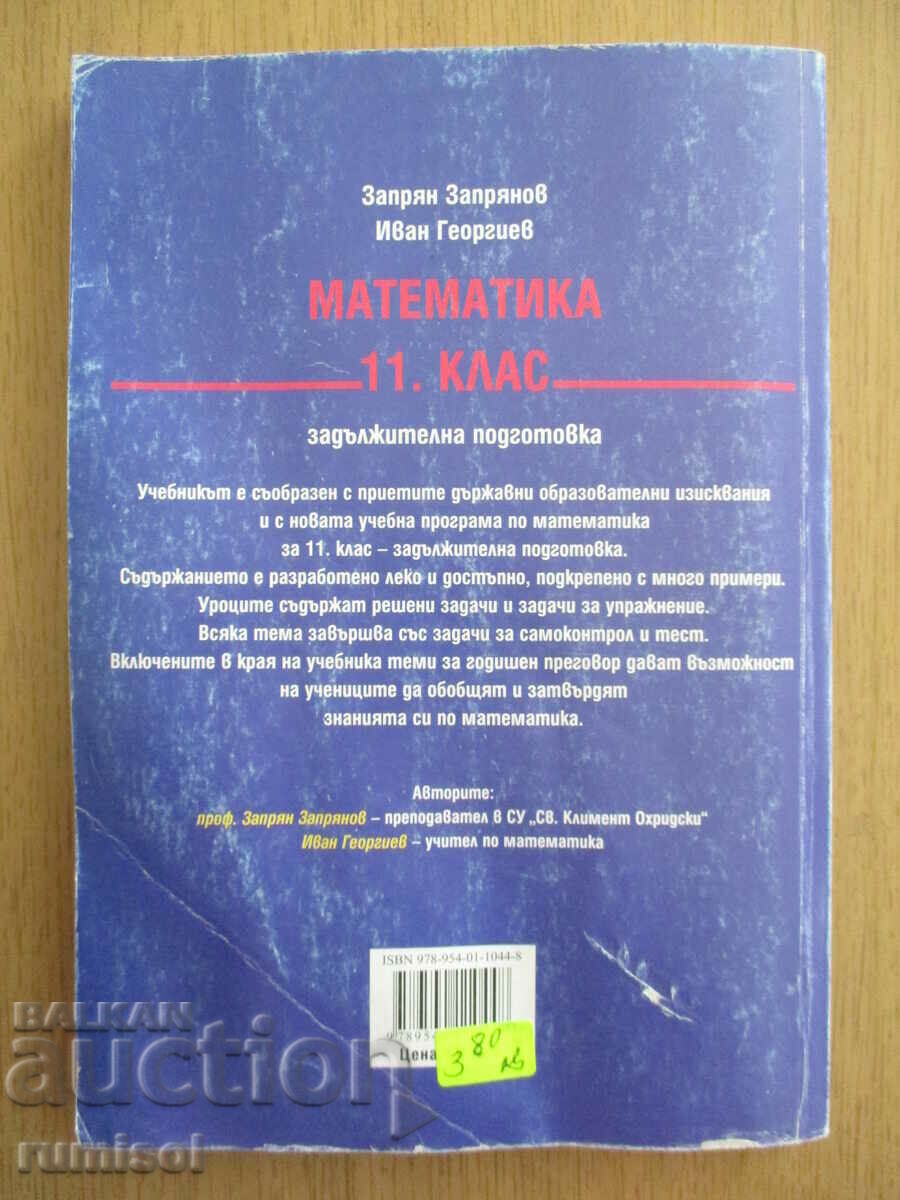 Запрян Запрянов
Иван Георгиев
МАТЕМАТИКА
11. КЛАС
задължителна подготовка
Учебникът е съобразен с приетите държавни образователни изисквания
и с новата учебна програма по математика
за 11. клас – задължителна подготовка.
Съдържанието е разработено леко и достъпно, подкрепено с много примери.
Уроците съдържат решени задачи и задачи за упражнение.
Всяка тема завършва със задачи за самоконтрол и тест.
Включените в края на учебника теми за годишен преговор дават възможност
на учениците да обобщят и затвърдят
знанията си по математика.
Авторите:
проф. Запрян Запрянов – преподавател в СУ „Св. Климент Охридски“
Иван Георгиев – учител по математика
ISBN 978-954-01-1044-8
Цена
3 80 лв
BALKAN
auction
rumisol